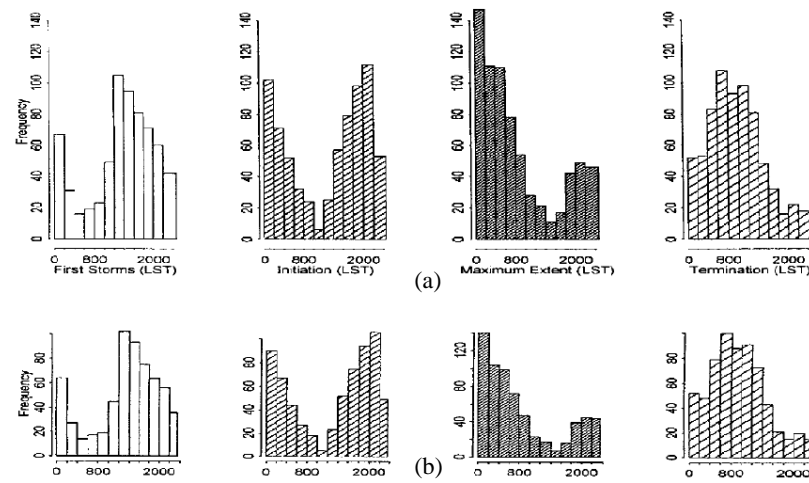 Frequency
0 20 40 60 80 100 120 140
0 20 40 60 80 100 120 140
0 20 40 60 80 100 120 140
0 20 40 60 80 100 120 140
0 800 2000
0 800 2000
0 800 2000
0 800 2000
First Storms (LST)
Initiation (LST)
Maximum Extent (LST)
Termination (LST)
(a)
Frequency
0 20 40 60 80
0 20 40 60 80
0 40 80 120
0 20 40 60 80
0 800 2000
0 800 2000
0 800 2000
0 800 2000
(b)